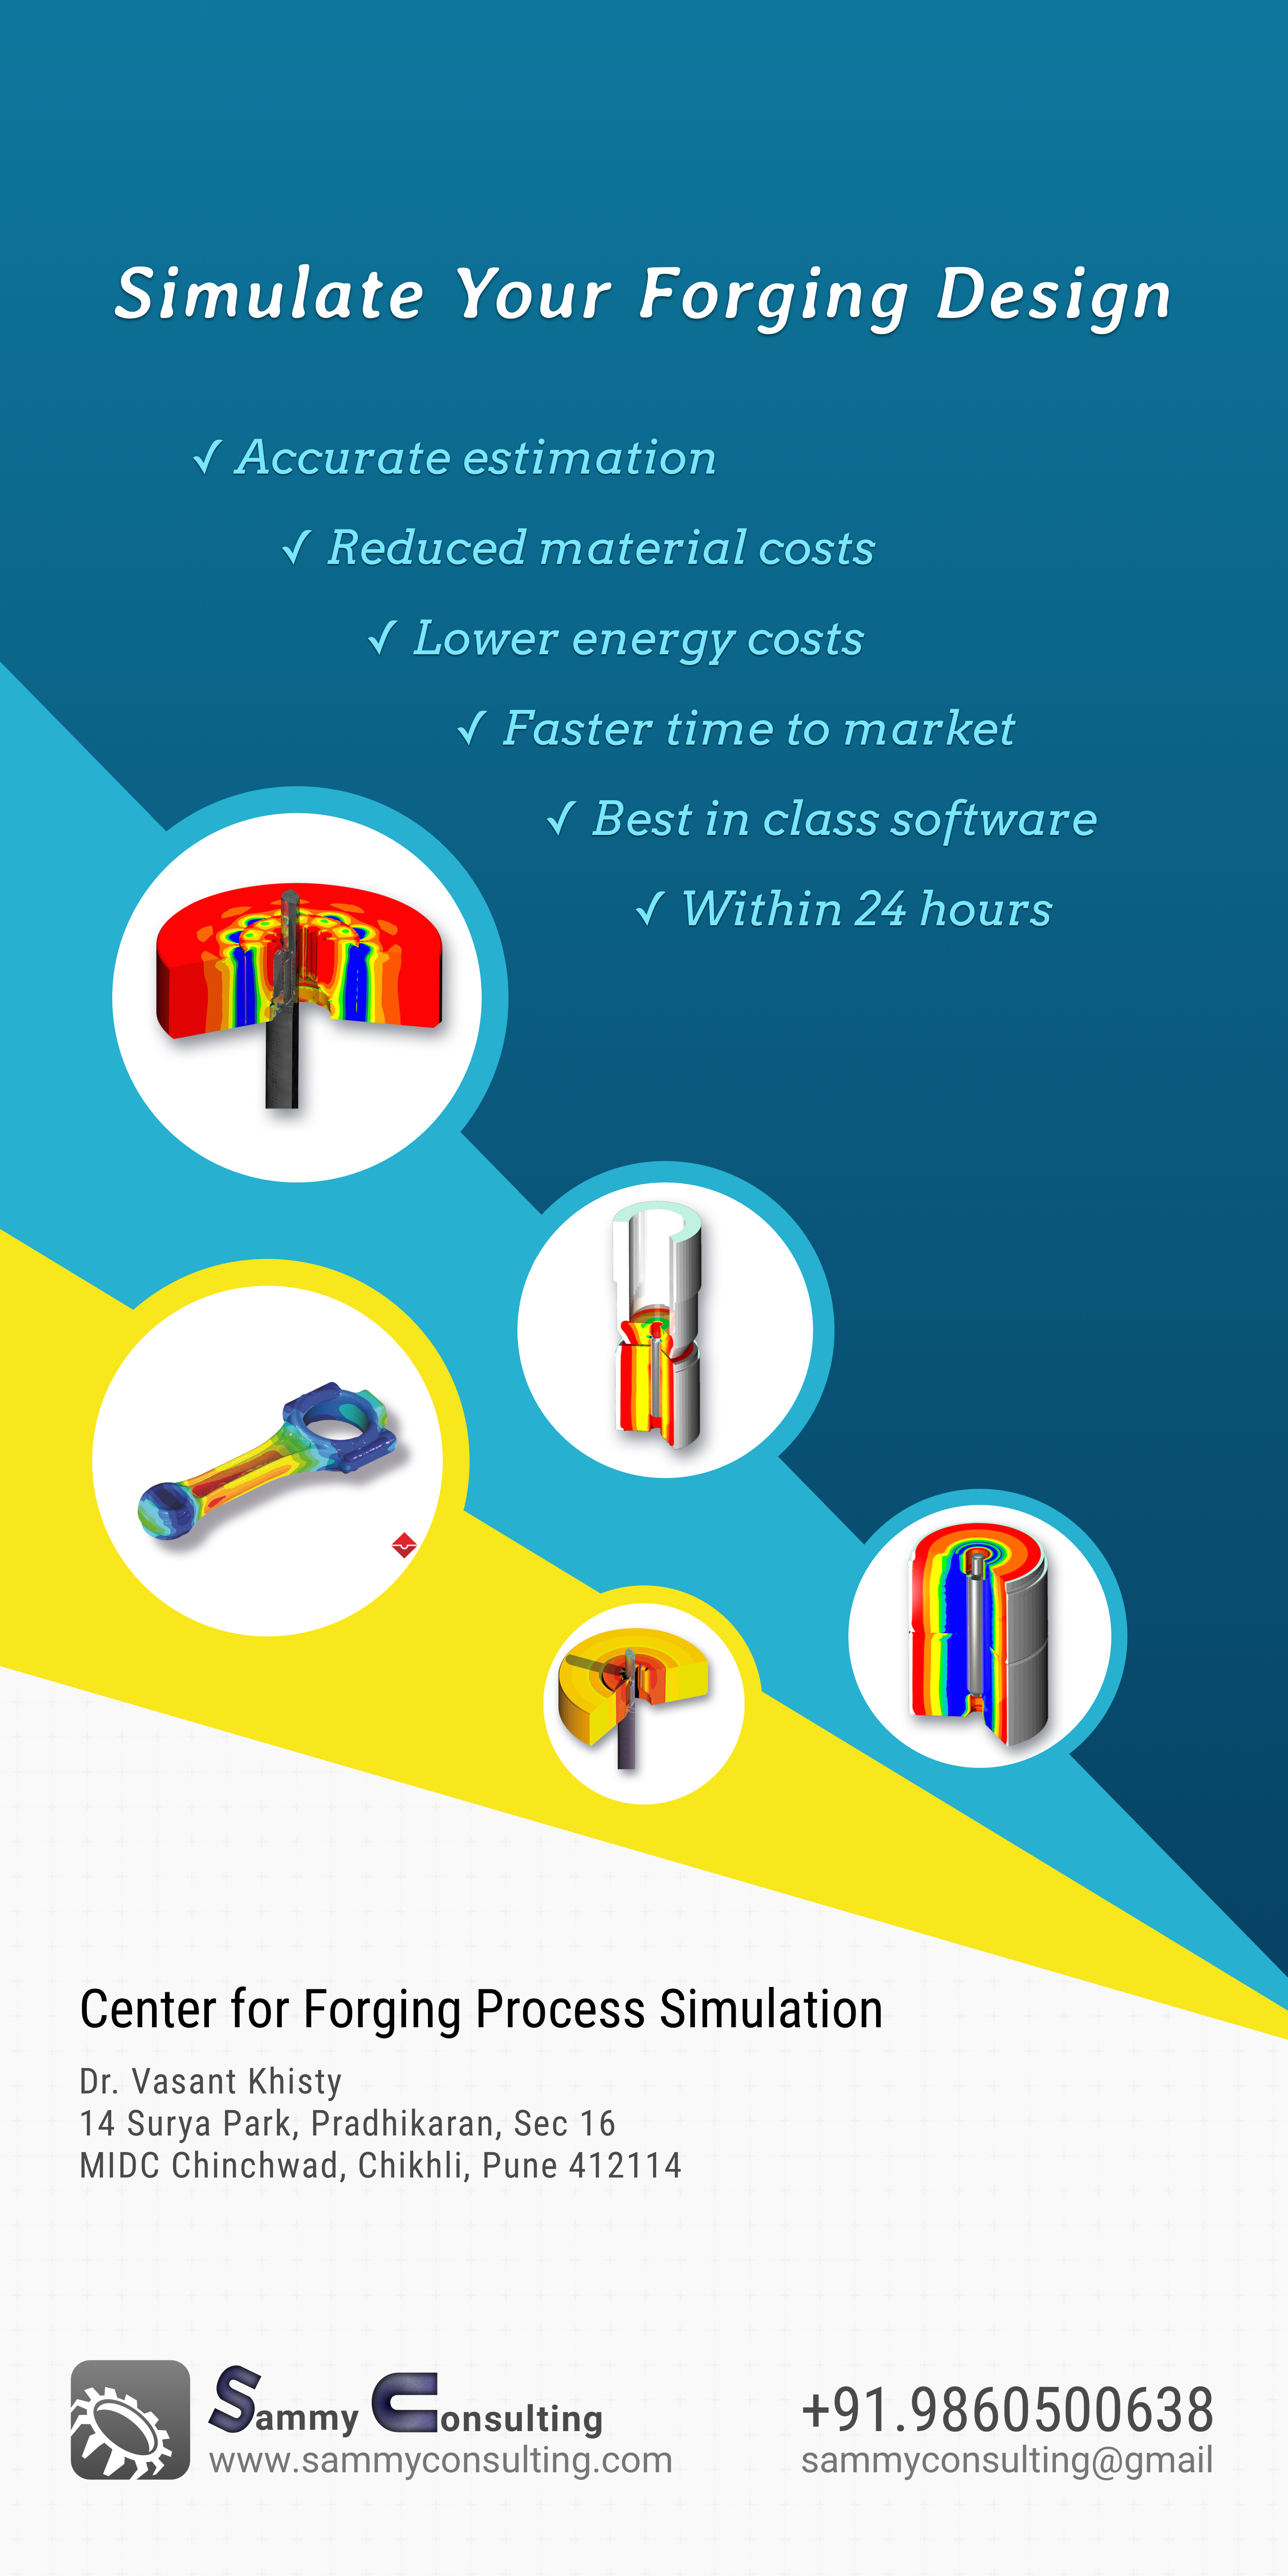 Simulate Your Forging Design
✓ Accurate estimation
✓ Reduced material costs
✓ Lower energy costs
✓ Faster time to market
✓ Best in class software
✓ Within 24 hours
Center for Forging Process Simulation
Dr. Vasant Khisty
14 Surya Park, Pradhikaran, Sec 16
MIDC Chinchwad, Chikhli, Pune 412114
Sammy Consulting
www.sammyconsulting.com
+91.9860500638
sammyconsulting@gmail